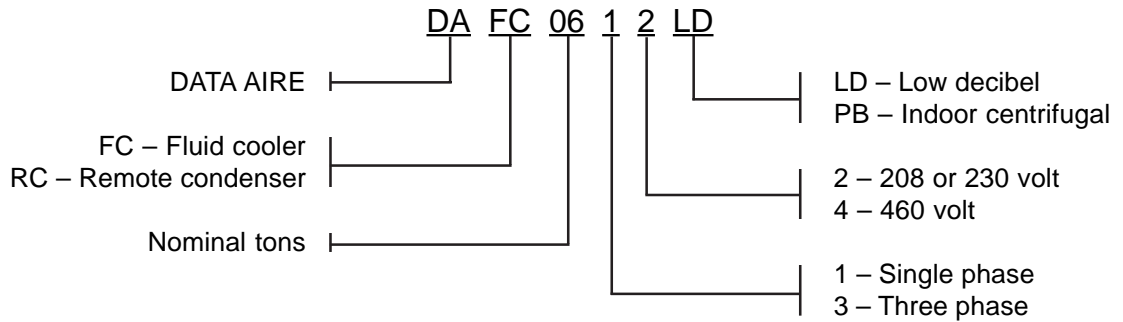 DA FC 06 1 2 LD
DATA AIRE
FC – Fluid cooler
RC – Remote condenser
Nominal tons
LD – Low decibel
PB – Indoor centrifugal
2 – 208 or 230 volt
4 – 460 volt
1 – Single phase
3 – Three phase